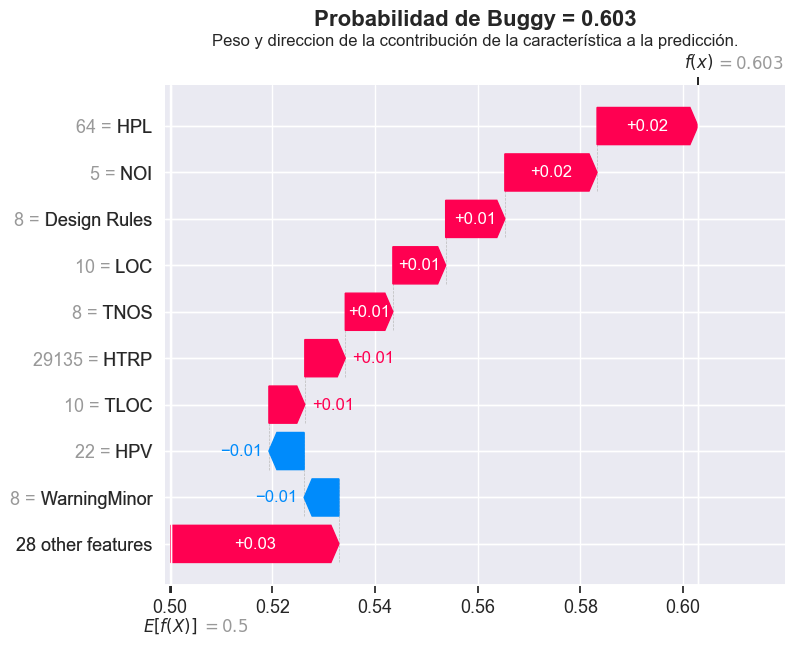 Probabilidad de Buggy = 0.603
Peso y direccion de la ccontribución de la característica a la predicción.
f(x) = 0.603
64 = HPL +0.02
5 = NOI +0.02
8 = Design Rules +0.01
10 = LOC +0.01
8 = TNOS +0.01
29135 = HTRP +0.01
10 = TLOC +0.01
22 = HPV −0.01
8 = WarningMinor −0.01
28 other features +0.03
0.50 0.52 0.54 0.56 0.58 0.60
E[f(X)] = 0.5